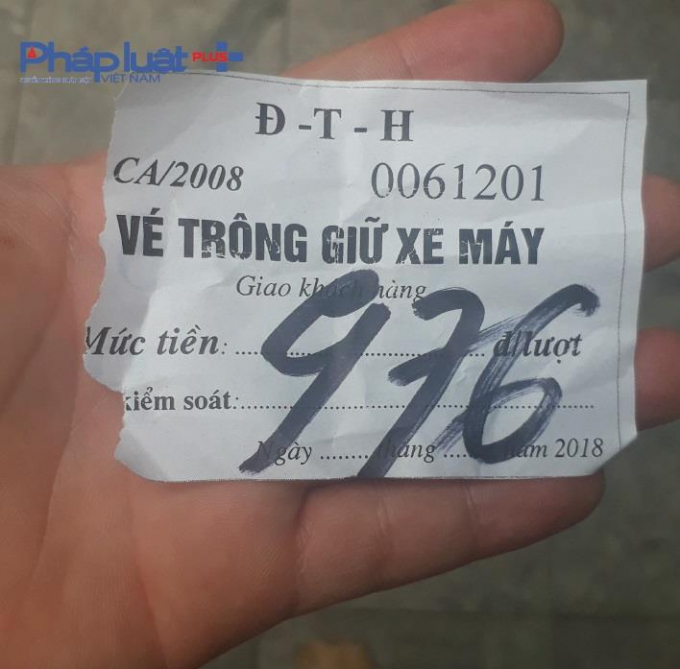 Pháp luật PLUS
VIỆT NAM
Đ - T - H
CA/2008 0061201
VÉ TRÔNG GIỮ XE MÁY
Giao khách hàng
Mức tiền: ........................................ đ/lượt
kiểm soát:.......................................................
976
Ngày ........ tháng ........ năm 2018